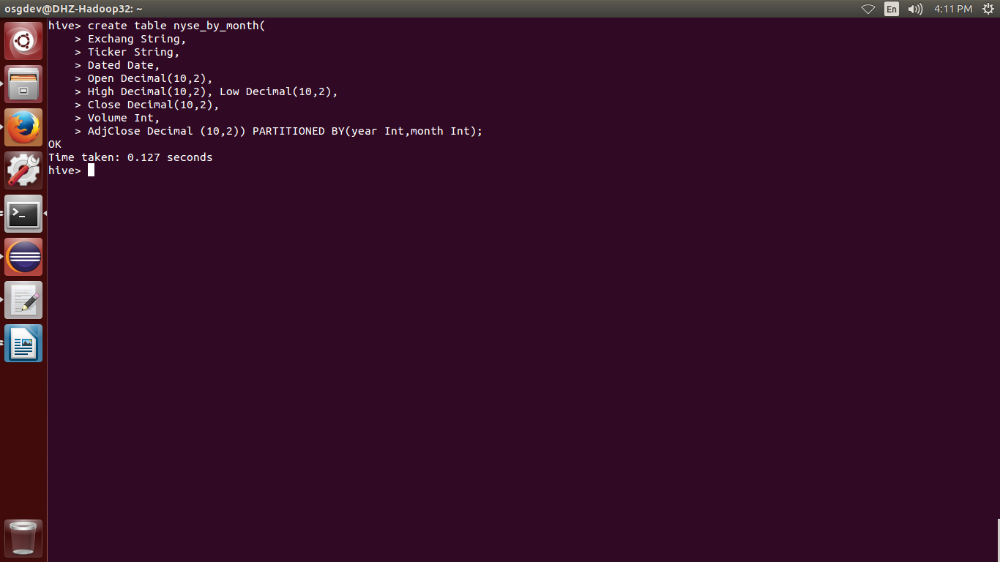 osgdev@DHZ-Hadoop32: ~
En
4:11 PM
hive> create table nyse_by_month(
    > Exchang String,
    > Ticker String,
    > Dated Date,
    > Open Decimal(10,2),
    > High Decimal(10,2), Low Decimal(10,2),
    > Close Decimal(10,2),
    > Volume Int,
    > AdjClose Decimal (10,2)) PARTITIONED BY(year Int,month Int);
OK
Time taken: 0.127 seconds
hive>